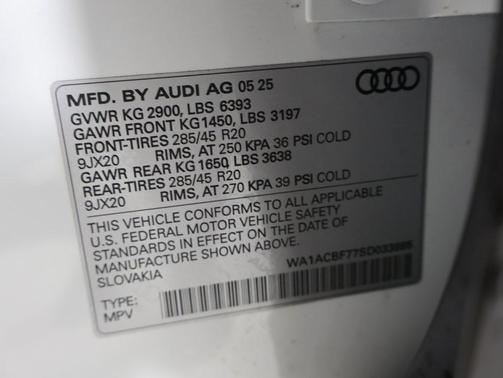 MFD. BY AUDI AG 05 25
GVWR KG 2900, LBS 6393
GAWR FRONT KG1450, LBS 3197
FRONT-TIRES 285/45 R20
9JX20 RIMS, AT 250 KPA 36 PSI COLD
GAWR REAR KG 1650 LBS 3638
REAR-TIRES 285/45 R20
9JX20 RIMS, AT 270 KPA 39 PSI COLD
THIS VEHICLE CONFORMS TO ALL APPLICABLE
U.S. FEDERAL MOTOR VEHICLE SAFETY
STANDARDS IN EFFECT ON THE DATE OF
MANUFACTURE SHOWN ABOVE.
SLOVAKIA
WA1ACBF77SD033885
TYPE:
MPV